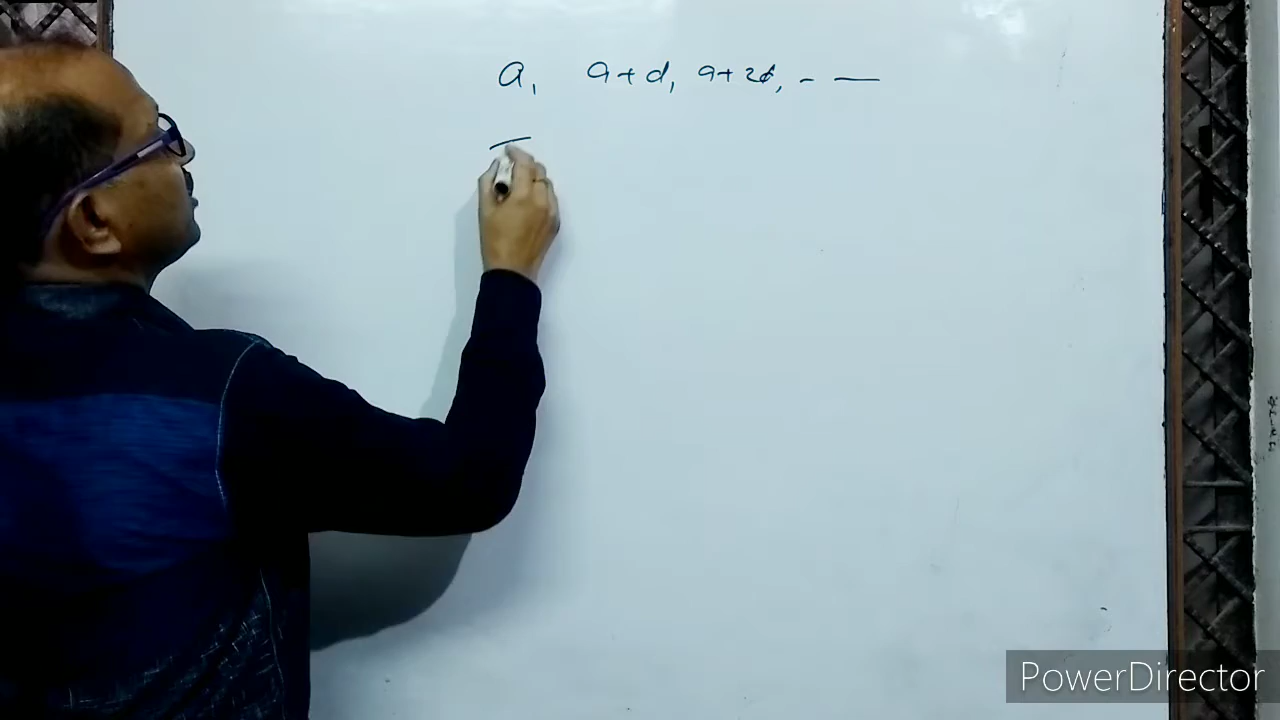 a, a+d, a+2d, - —
PowerDirector